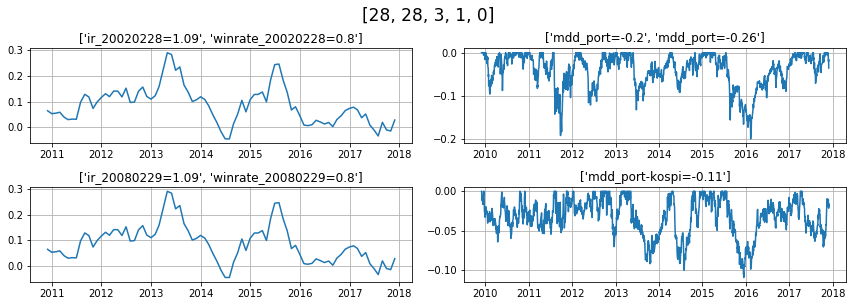 [28, 28, 3, 1, 0]
['ir_20020228=1.09', 'winrate_20020228=0.8']
0.3
0.2
0.1
0.0
2011 2012 2013 2014 2015 2016 2017 2018
['mdd_port=-0.2', 'mdd_port=-0.26']
0.0
-0.1
-0.2
2010 2011 2012 2013 2014 2015 2016 2017 2018
['ir_20080229=1.09', 'winrate_20080229=0.8']
0.3
0.2
0.1
0.0
2011 2012 2013 2014 2015 2016 2017 2018
['mdd_port-kospi=-0.11']
0.00
-0.05
-0.10
2010 2011 2012 2013 2014 2015 2016 2017 2018